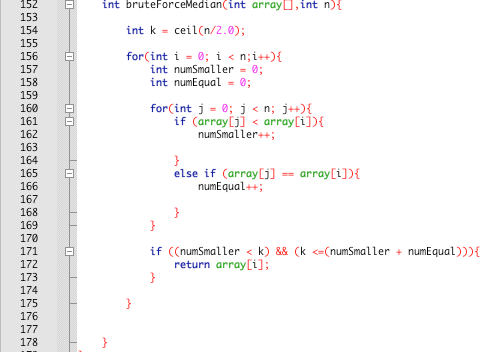 152 int bruteForceMedian(int array[],int n){
153
154 int k = ceil(n/2.0);
155
156 for(int i = 0; i < n;i++){
157 int numSmaller = 0;
158 int numEqual = 0;
159
160 for(int j = 0; j < n; j++){
161 if (array[j] < array[i]){
162 numSmaller++;
163
164 }
165 else if (array[j] == array[i]){
166 numEqual++;
167
168 }
169 }
170
171 if ((numSmaller < k) && (k <=(numSmaller + numEqual))){
172 return array[i];
173 }
174
175 }
176
177
178 }